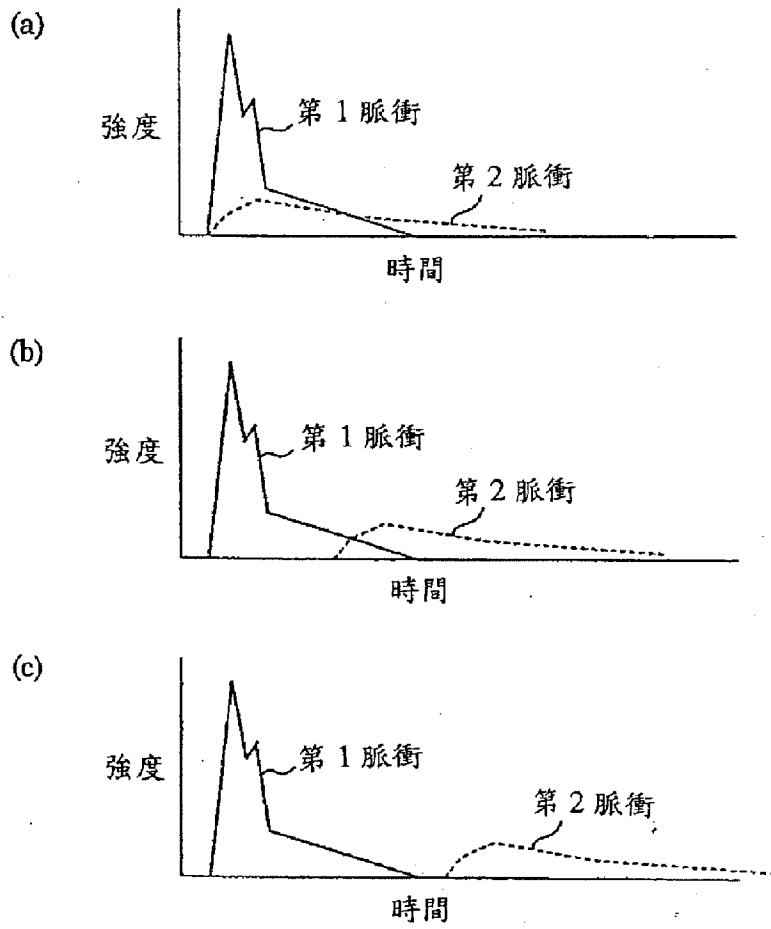 (a)
強度
第 1 脈衝
第 2 脈衝
時間
(b)
強度
第 1 脈衝
第 2 脈衝
時間
(c)
強度
第 1 脈衝
第 2 脈衝
時間